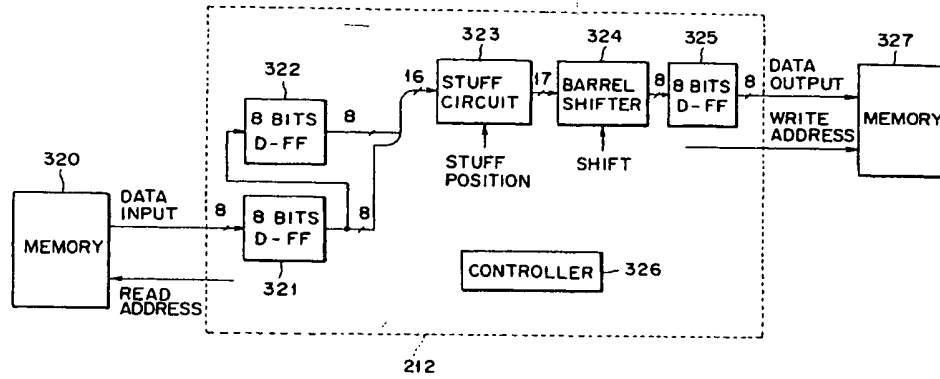 323
324
325
327
322
16
STUFF
CIRCUIT
17
BARREL
SHIFTER
8
8 BITS
D-FF
8
DATA
OUTPUT
MEMORY
8 BITS
D-FF
8
WRITE
ADDRESS
STUFF
POSITION
SHIFT
320
DATA
INPUT
8
8 BITS
D-FF
8
MEMORY
CONTROLLER
326
READ
ADDRESS
321
212